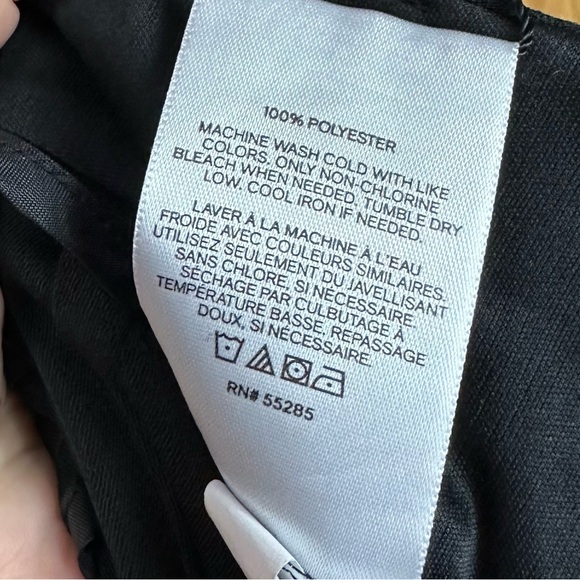 100% POLYESTER
MACHINE WASH COLD WITH LIKE
COLORS. ONLY NON-CHLORINE
BLEACH WHEN NEEDED. TUMBLE DRY
LOW. COOL IRON IF NEEDED.
LAVER À LA MACHINE À L'EAU
FROIDE AVEC COULEURS SIMILAIRES.
UTILISEZ SEULEMENT DU JAVELLISANT
SANS CHLORE, SI NÉCESSAIRE.
SÉCHAGE PAR CULBUTAGE À
TEMPÉRATURE BASSE. REPASSAGE
DOUX, SI NÉCESSAIRE.
RN# 55285